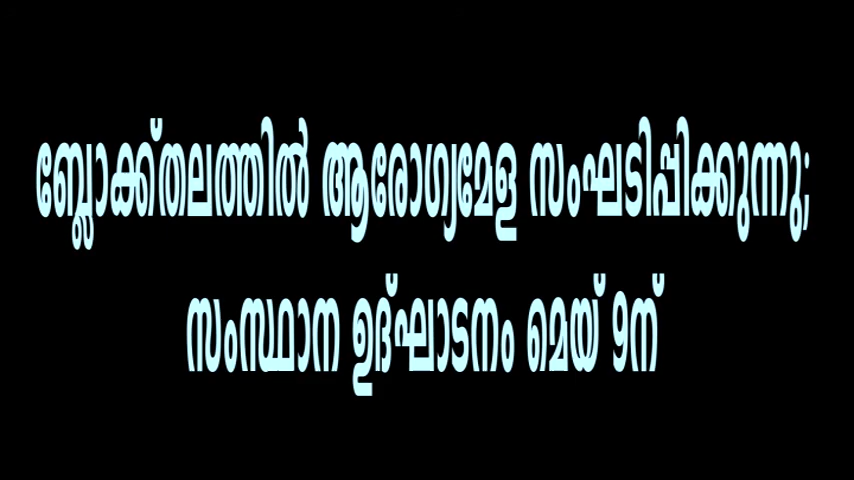 ബ്ലോക്ക്തലത്തിൽ ആരോഗ്യമേള സംഘടിപ്പിക്കുന്നു;
സംസ്ഥാന ഉദ്ഘാടനം മെയ് 9ന്